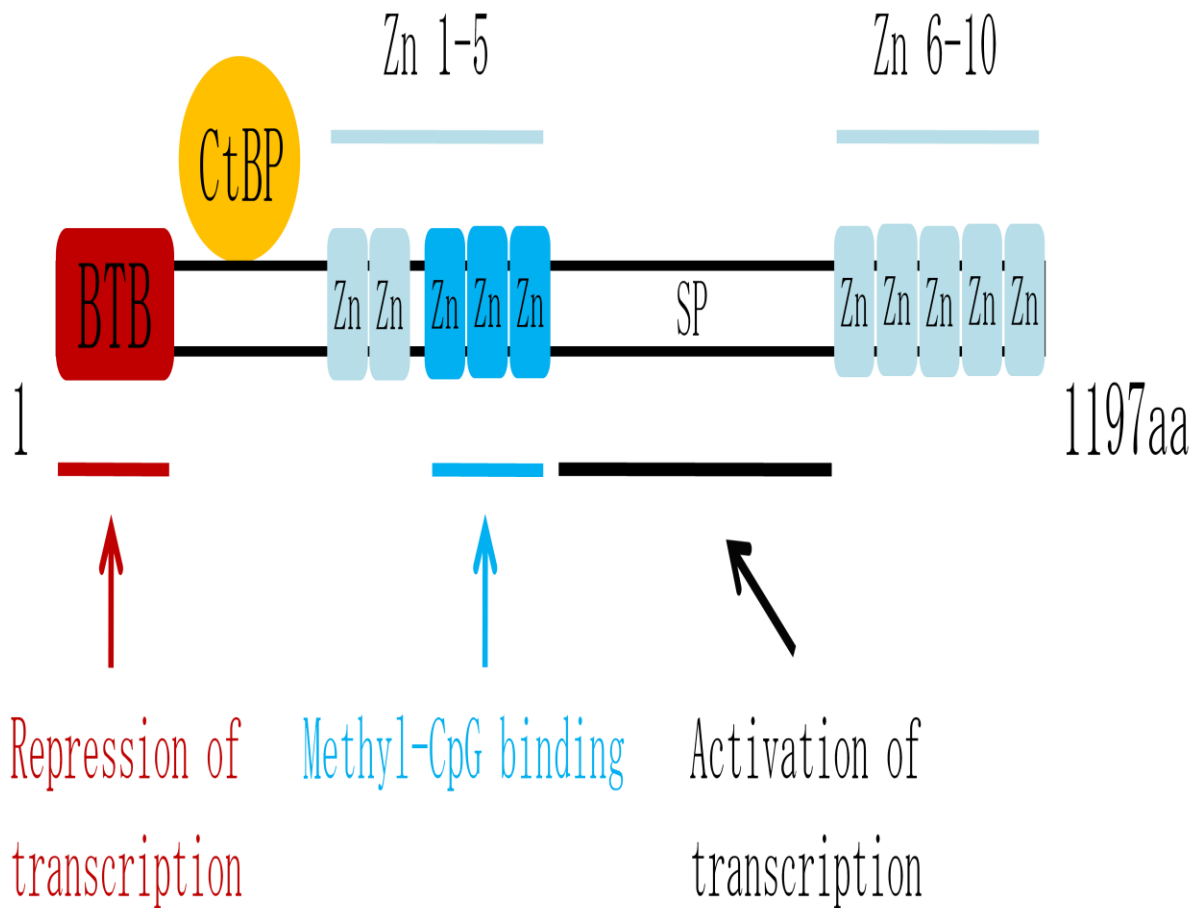 Zn 1-5
Zn 6-10
CtBP
BTB
Zn
Zn
Zn
Zn
Zn
SP
Zn
Zn
Zn
Zn
Zn
1
1197aa
Repression of
transcription
Methyl-CpG binding
Activation of
transcription